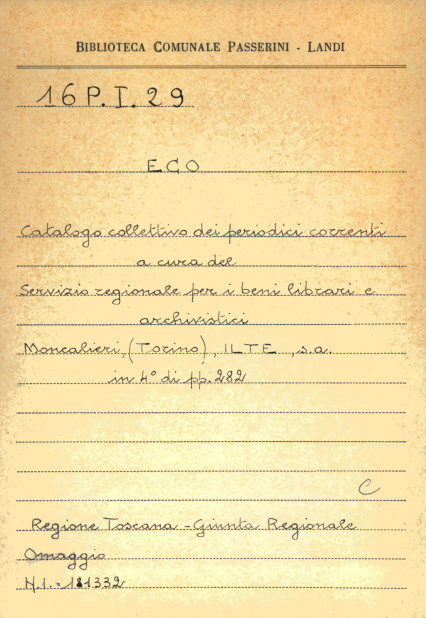 BIBLIOTECA COMUNALE PASSERINI - LANDI
16 P. I. 29
ECO
Catalogo collettivo dei periodici correnti
a cura del
Servizio regionale per i beni librari e
archivistici
Moncalieri, (Torino), ILTE, s.a.
in 4° di pp. 282
C
Regione Toscana - Giunta Regionale
Omaggio
N.I. = 181332